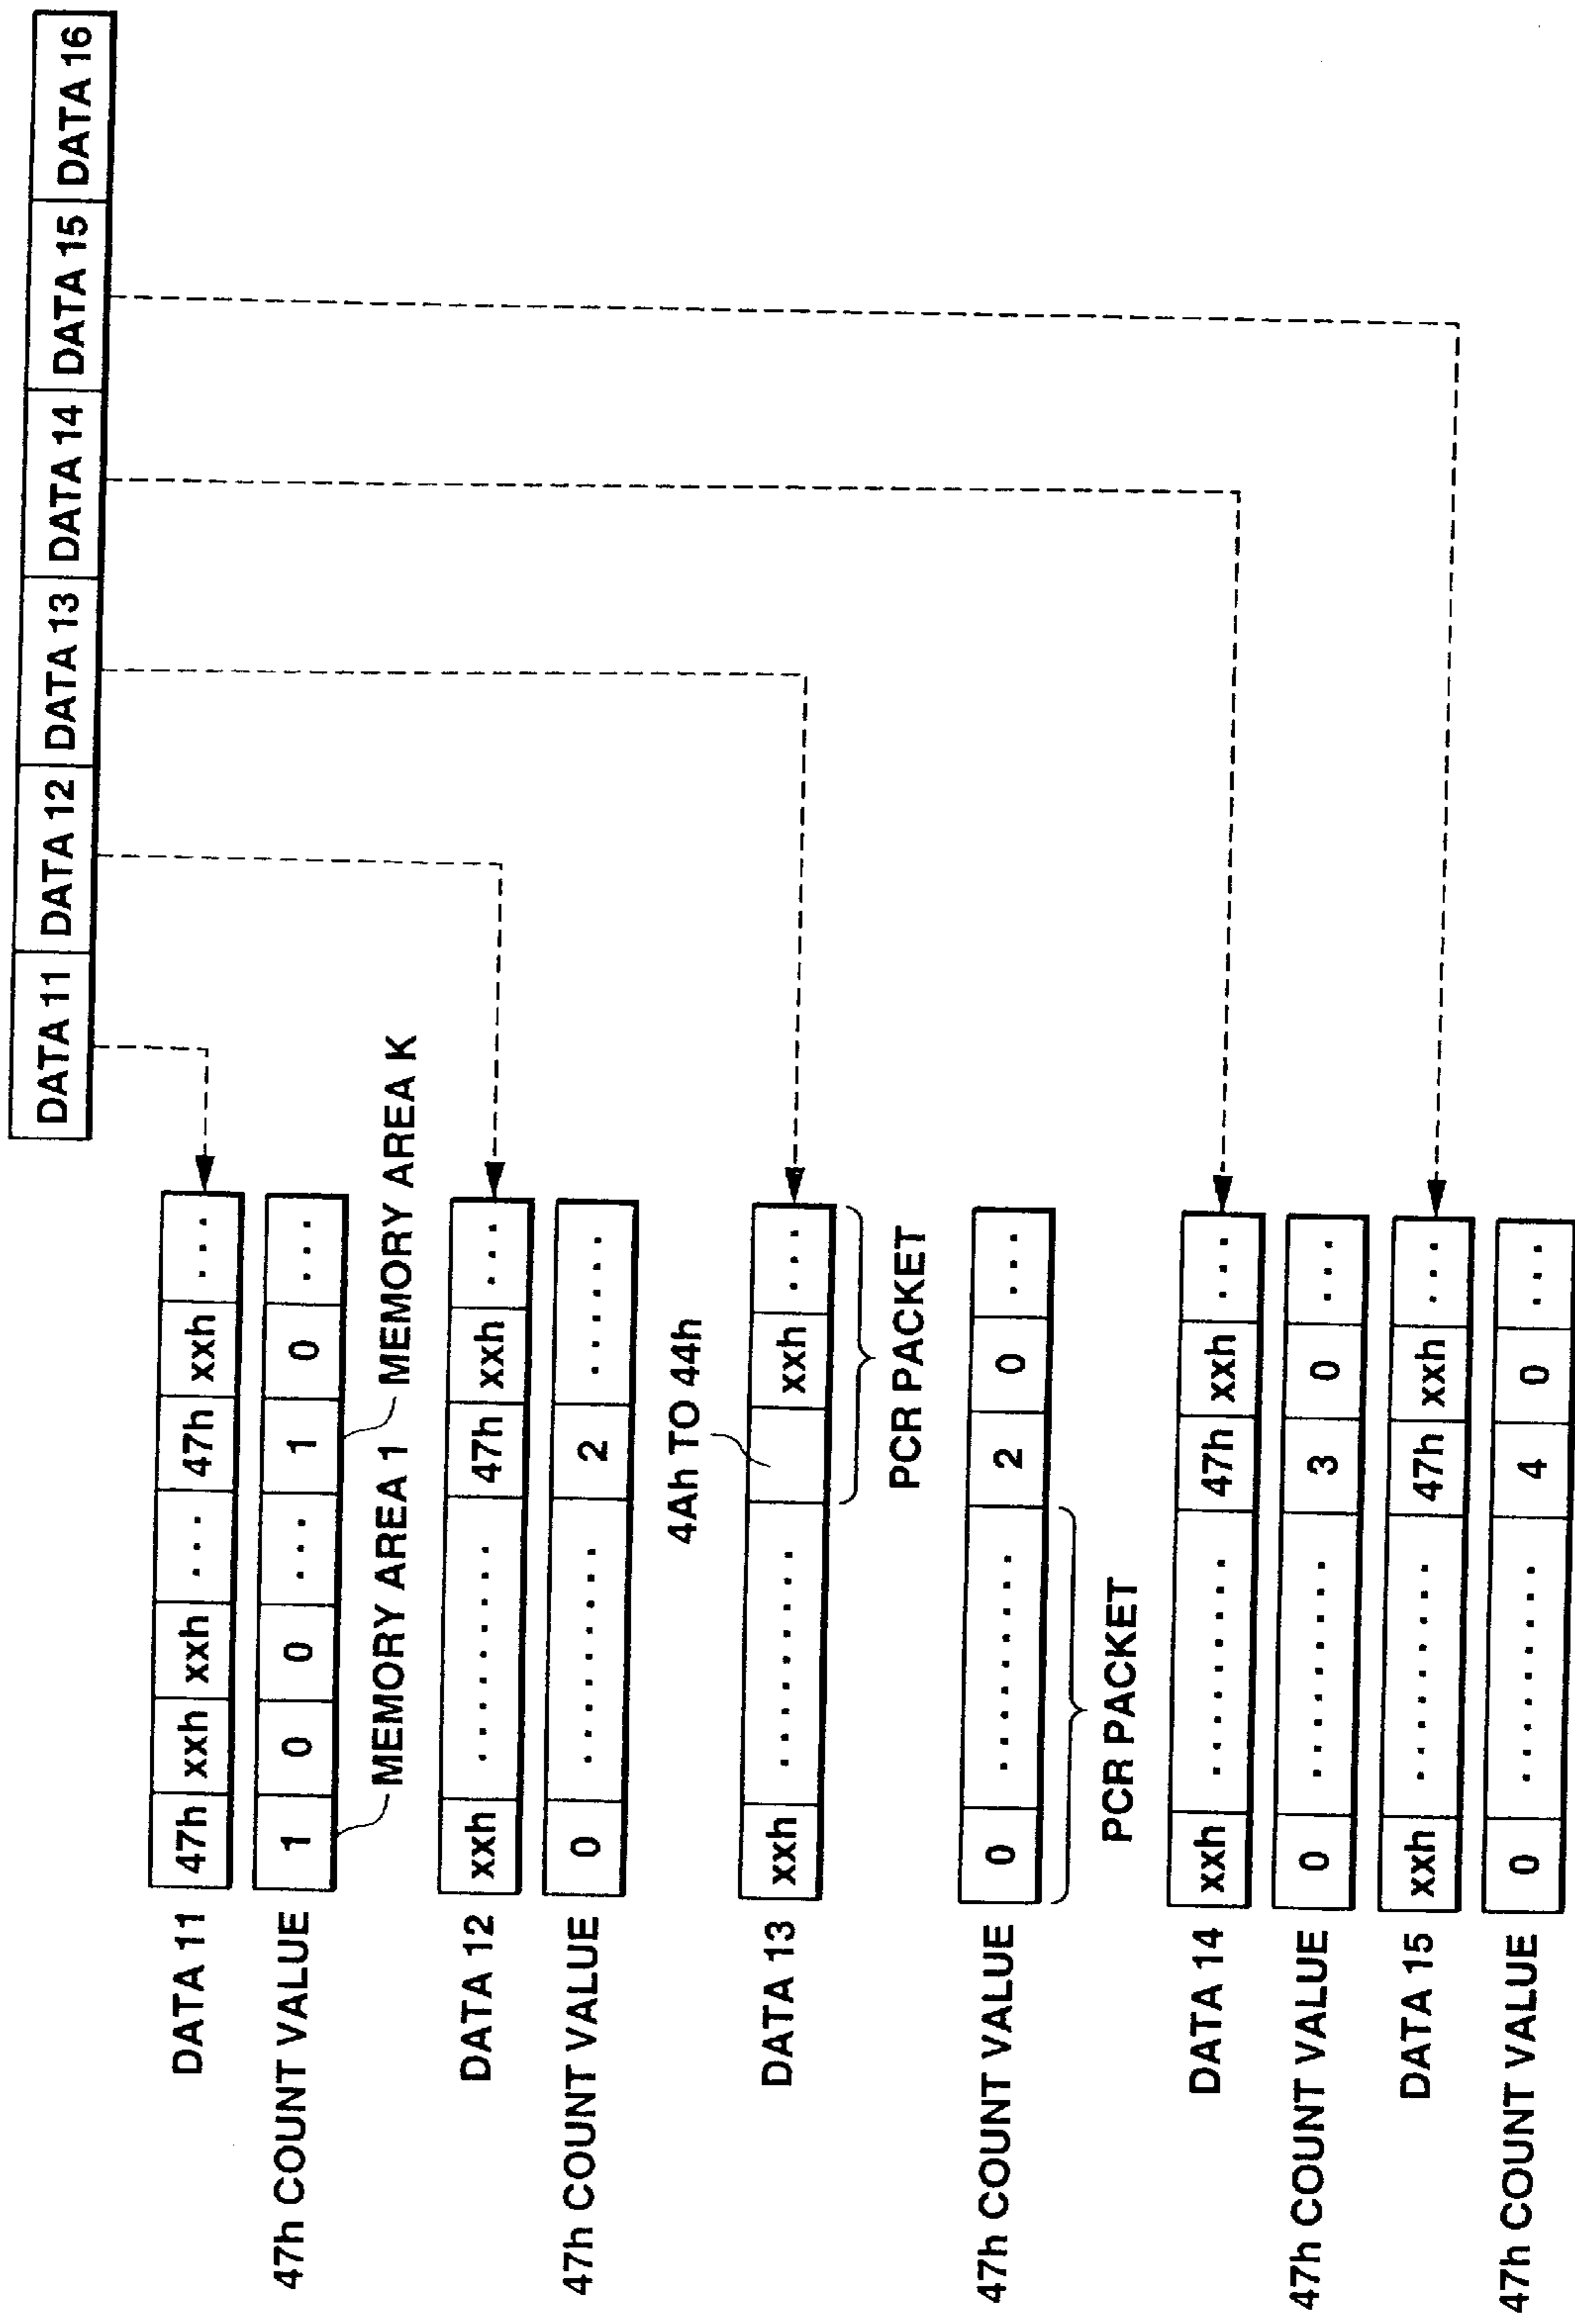 DATA 11 DATA 12 DATA 13 DATA 14 DATA 15 DATA 16
DATA 11 47h xxh xxh ... 47h xxh ...
47h COUNT VALUE 1 0 0 ... 1 0 ...
MEMORY AREA 1 MEMORY AREA K
DATA 12 xxh ......... 47h xxh ...
47h COUNT VALUE 0 ......... 2 ......
4Ah TO 44h
DATA 13 xxh ......... xxh ...
PCR PACKET
47h COUNT VALUE 0 ......... 2 0 ...
PCR PACKET
DATA 14 xxh ......... 47h xxh ...
47h COUNT VALUE 0 ......... 3 0 ...
DATA 15 xxh ......... 47h xxh ...
47h COUNT VALUE 0 ......... 4 0 ...